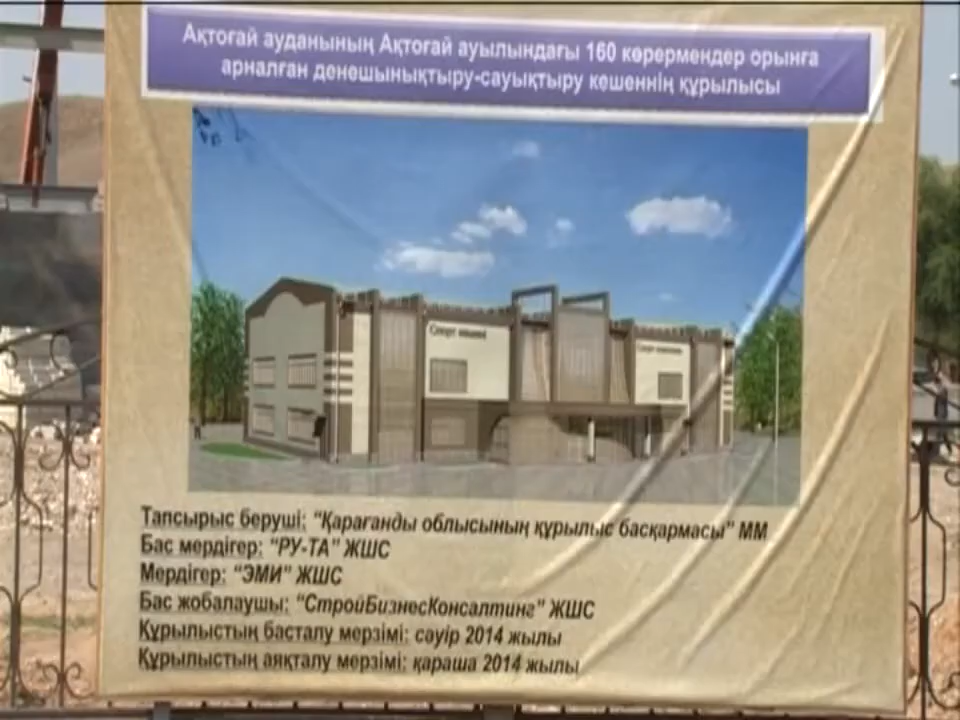 Ақтоғай ауданының Ақтоғай ауылындағы 160 көрермендер орынға
арналған денешынықтыру-сауықтыру кешеннің құрылысы
Спорт кешені
Тапсырыс беруші: "Қарағанды облысының құрылыс басқармасы" ММ
Бас мердігер: "РУ-ТА" ЖШС
Мердігер: "ЭМИ" ЖШС
Бас жобалаушы: "СтройБизнесКонсалтинг" ЖШС
Құрылыстың басталу мерзімі: сәуір 2014 жылы
Құрылыстың аяқталу мерзімі: қараша 2014 жылы